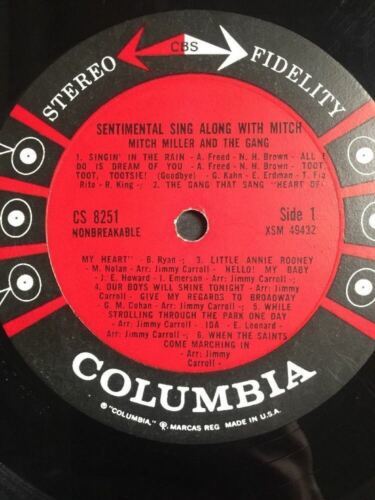 STEREO CBS FIDELITY
SENTIMENTAL SING ALONG WITH MITCH
MITCH MILLER AND THE GANG
1. SINGIN' IN THE RAIN - A. Freed - N. H. Brown - ALL I
DO IS DREAM OF YOU - A. Freed - N. H. Brown - TOOT,
TOOT, TOOTSIE! (Goodbye) - G. Kahn - E. Erdman - T. Fio
Rito - R. King -; 2. THE GANG THAT SANG "HEART OF
CS 8251
NONBREAKABLE
Side 1
XSM 49432
MY HEART" - B. Ryan -; 3. LITTLE ANNIE ROONEY
- M. Nolan - Arr: Jimmy Carroll - HELLO! MY BABY
- J. E. Howard - I. Emerson - Arr: Jimmy Carroll -;
4. OUR BOYS WILL SHINE TONIGHT - Arr: Jimmy
Carroll - GIVE MY REGARDS TO BROADWAY
- G. M. Cohan - Arr: Jimmy Carroll -; 5. WHILE
STROLLING THROUGH THE PARK ONE DAY
- Arr: Jimmy Carroll - IDA - E. Leonard -
Arr: Jimmy Carroll -; 6. WHEN THE SAINTS
COME MARCHING IN
- Arr: Jimmy
Carroll -
COLUMBIA
® "COLUMBIA", MARCAS REG. MADE IN U.S.A.